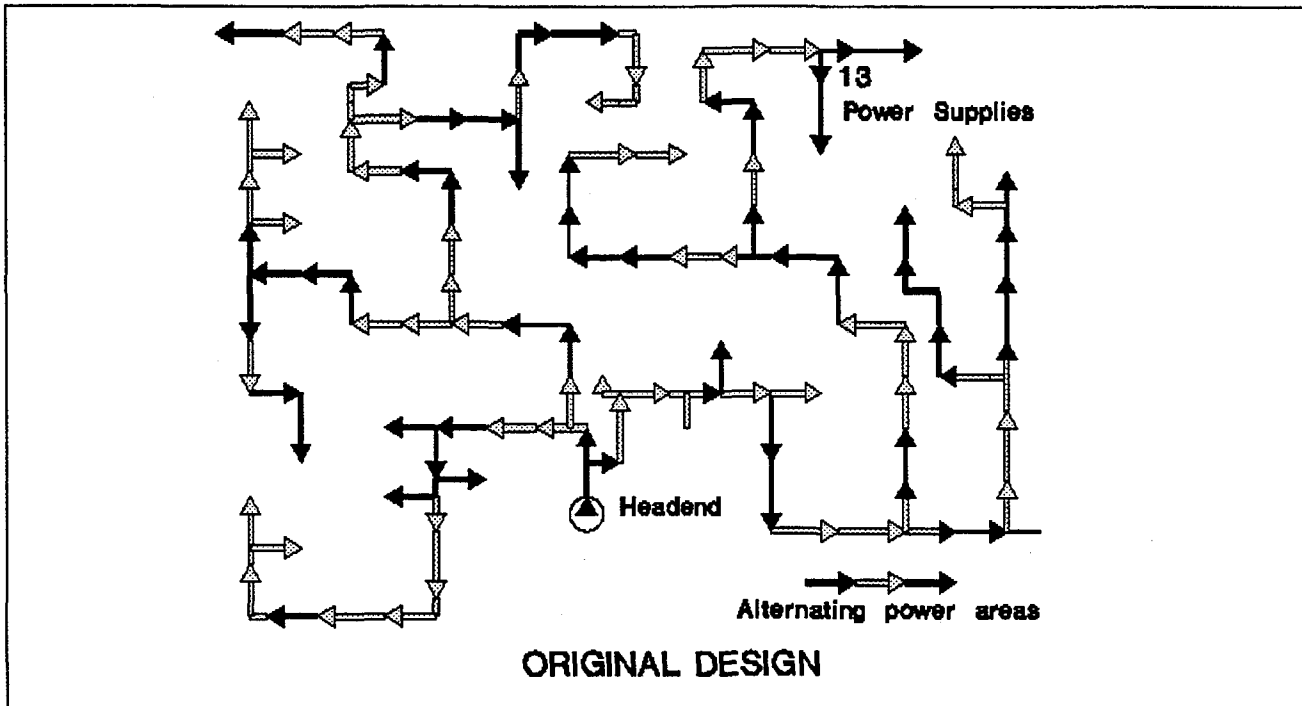 13
Power Supplies
Headend
Alternating power areas
ORIGINAL DESIGN